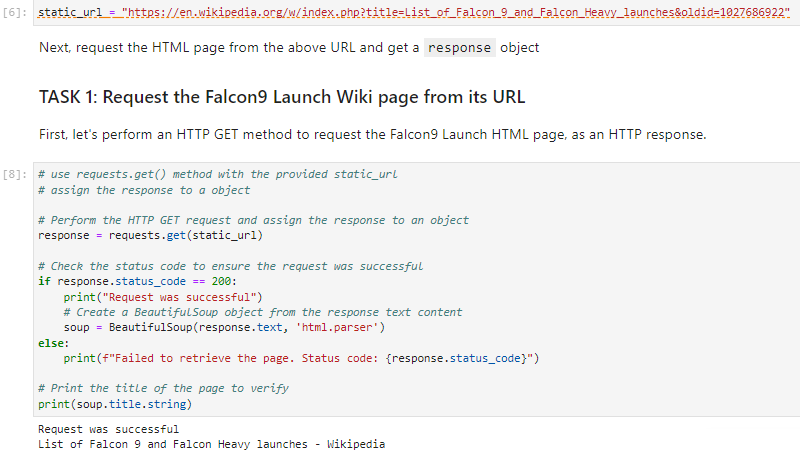 [6]: static_url = "https://en.wikipedia.org/w/index.php?title=List_of_Falcon_9_and_Falcon_Heavy_launches&oldid=1027686922"
Next, request the HTML page from the above URL and get a response object
TASK 1: Request the Falcon9 Launch Wiki page from its URL
First, let's perform an HTTP GET method to request the Falcon9 Launch HTML page, as an HTTP response.
[8]: # use requests.get() method with the provided static_url
# assign the response to a object
# Perform the HTTP GET request and assign the response to an object
response = requests.get(static_url)
# Check the status code to ensure the request was successful
if response.status_code == 200:
    print("Request was successful")
    # Create a BeautifulSoup object from the response text content
    soup = BeautifulSoup(response.text, 'html.parser')
else:
    print(f"Failed to retrieve the page. Status code: {response.status_code}")
# Print the title of the page to verify
print(soup.title.string)
Request was successful
List of Falcon 9 and Falcon Heavy launches - Wikipedia